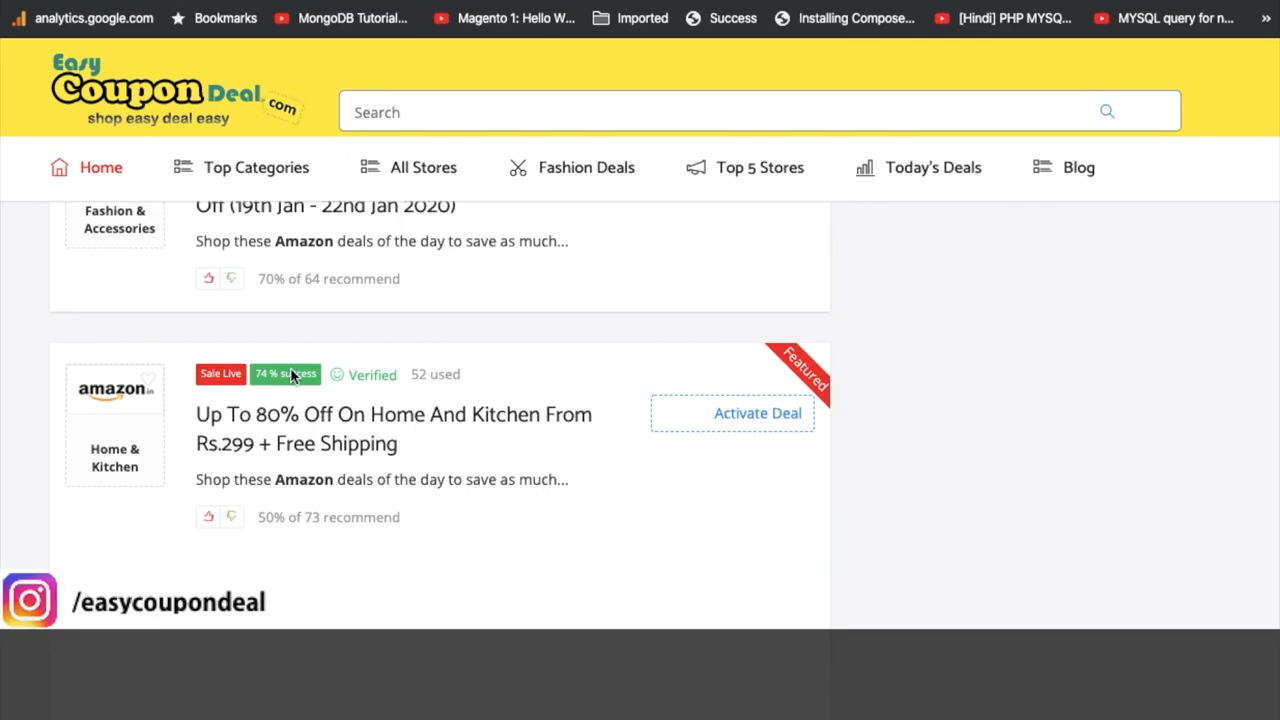 analytics.google.com Bookmarks MongoDB Tutorial... Magento 1: Hello W... Imported Success Installing Compose... [Hindi] PHP MYSQ... MYSQL query for n... »
Easy
Coupon Deal.com
shop easy deal easy
Search
Home Top Categories All Stores Fashion Deals Top 5 Stores Today's Deals Blog
Fashion &
Accessories
Off (19th Jan - 22nd Jan 2020)
Shop these Amazon deals of the day to save as much...
70% of 64 recommend
Featured
amazon.in
Home &
Kitchen
Sale Live 74 % success Verified 52 used
Up To 80% Off On Home And Kitchen From
Rs.299 + Free Shipping
Activate Deal
Shop these Amazon deals of the day to save as much...
50% of 73 recommend
/easycoupondeal